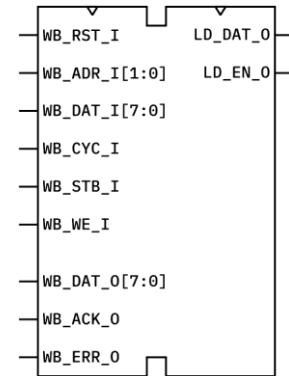 WB_RST_I
WB_ADR_I[1:0]
WB_DAT_I[7:0]
WB_CYC_I
WB_STB_I
WB_WE_I
WB_DAT_O[7:0]
WB_ACK_O
WB_ERR_O
LD_DAT_O
LD_EN_O